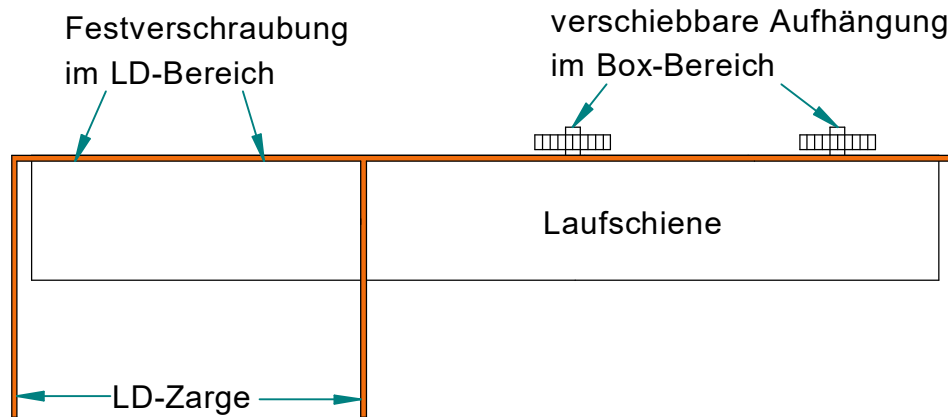 Festverschraubung
im LD-Bereich
verschiebbare Aufhängung
im Box-Bereich
Laufschiene
LD-Zarge